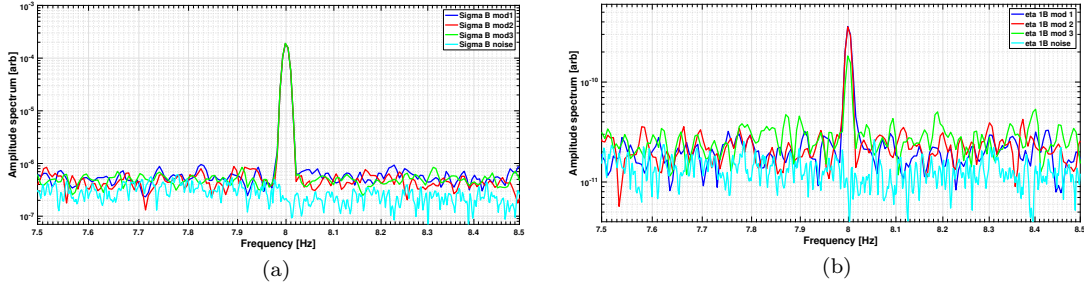 Sigma B mod1
Sigma B mod2
Sigma B mod3
Sigma B noise
Amplitude spectrum [arb]
10-4
10-5
10-6
10-7
7.5 7.6 7.7 7.8 7.9 8 8.1 8.2 8.3 8.4 8.5
Frequency [Hz]
(a)
eta 1B mod 1
eta 1B mod 2
eta 1B mod 3
eta 1B noise
Amplitude spectrum [arb]
10-10
10-11
7.5 7.6 7.7 7.8 7.9 8 8.1 8.2 8.3 8.4 8.5
Frequency [Hz]
(b)